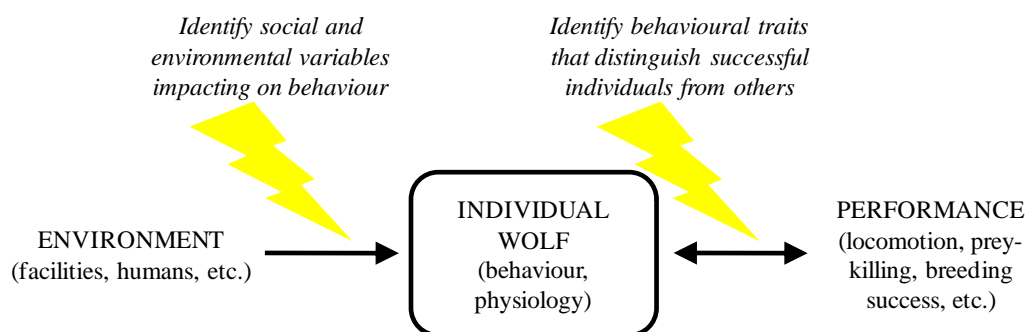 Identify social and
environmental variables
impacting on behaviour
Identify behavioural traits
that distinguish successful
individuals from others
ENVIRONMENT
(facilities, humans, etc.)
INDIVIDUAL
WOLF
(behaviour,
physiology)
PERFORMANCE
(locomotion, prey-
killing, breeding
success, etc.)